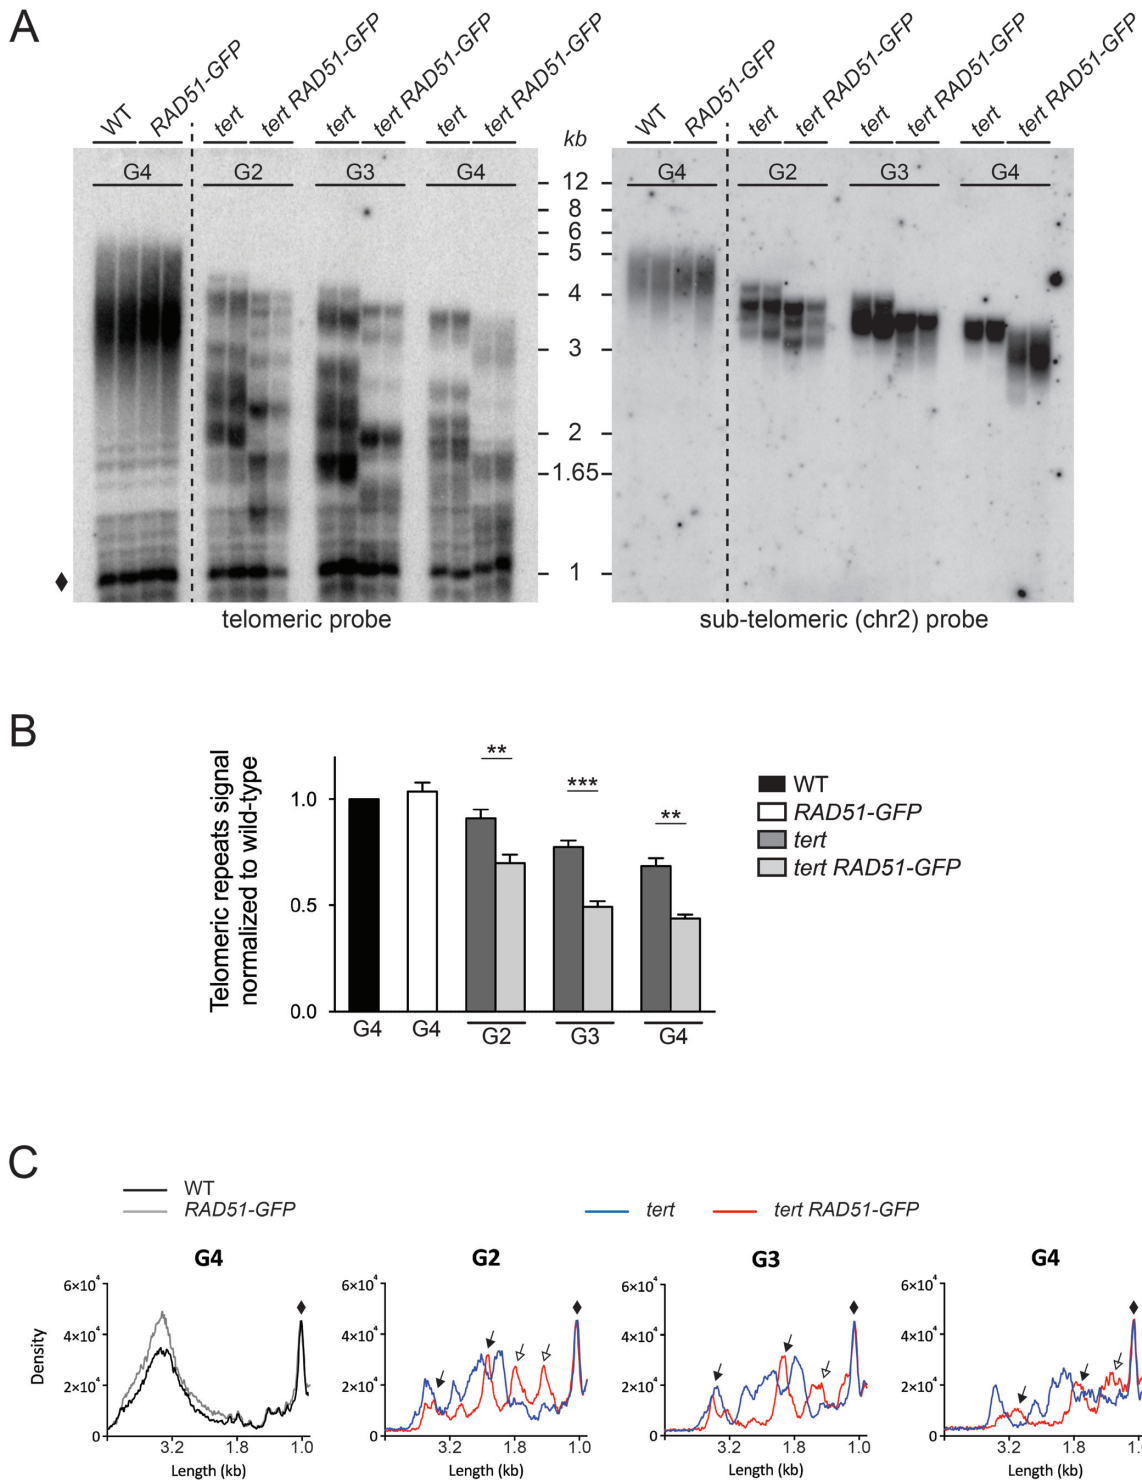 A
WT RAD51-GFP tert tert RAD51-GFP tert tert RAD51-GFP tert tert RAD51-GFP kb WT RAD51-GFP tert tert RAD51-GFP tert tert RAD51-GFP tert tert RAD51-GFP
G4 G2 G3 G4 G4 G2 G3 G4
12
8
6
5
4
3
2
1.65
1
♦
telomeric probe sub-telomeric (chr2) probe
B
Telomeric repeats signal
normalized to wild-type
1.0
0.5
0.0
** *** **
G4 G4 G2 G3 G4
WT
RAD51-GFP
tert
tert RAD51-GFP
C
WT
RAD51-GFP
tert tert RAD51-GFP
G4 G2 G3 G4
6×10⁴ 6×10⁴ 6×10⁴ 6×10⁴
4×10⁴ 4×10⁴ 4×10⁴ 4×10⁴
2×10⁴ 2×10⁴ 2×10⁴ 2×10⁴
0 0 0 0
Density
3.2 1.8 1.0 3.2 1.8 1.0 3.2 1.8 1.0 3.2 1.8
Length (kb) Length (kb) Length (kb) Length (kb)